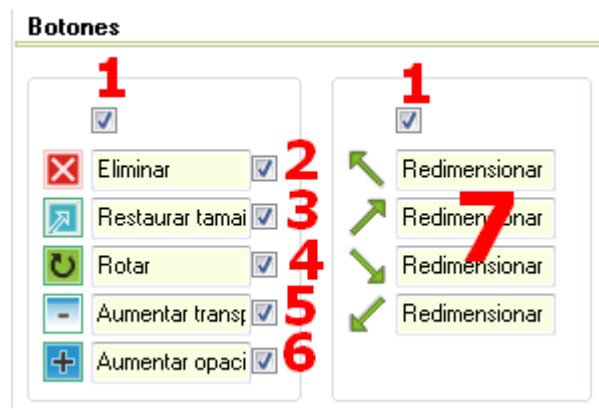 Botones
1 1
Eliminar 2 Redimensionar
Restaurar tamai 3 Redimensionar
7
Rotar 4 Redimensionar
Aumentar transp 5 Redimensionar
Aumentar opaci 6